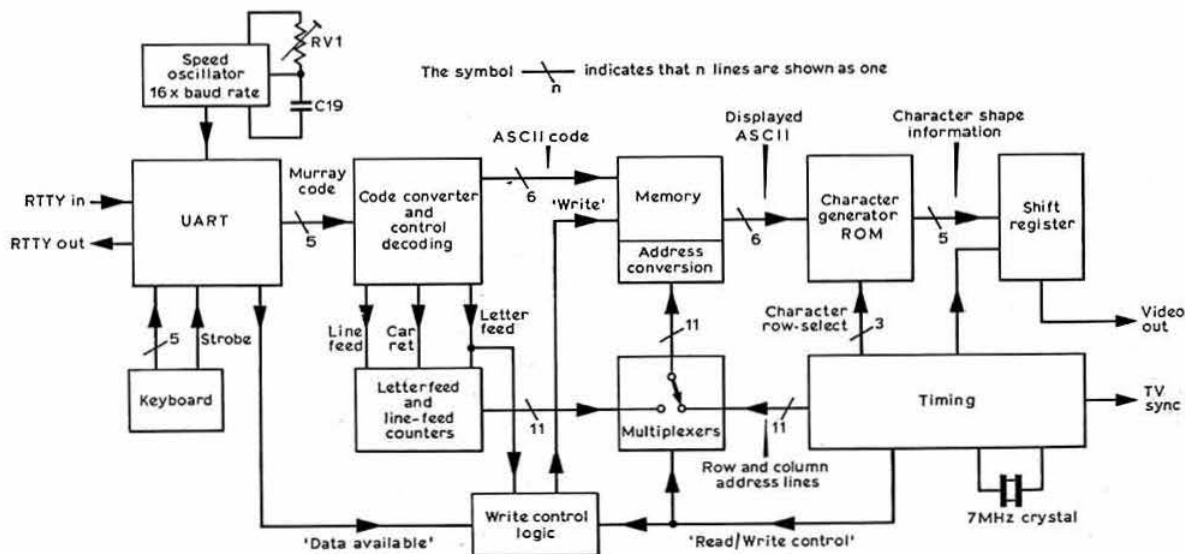 Speed
oscillator
16 x baud rate
RV1
C19
The symbol n indicates that n lines are shown as one
RTTY in
RTTY out
UART
Murray
code
5
Code converter
and
control
decoding
ASCII code
6
'Write'
Memory
Address
conversion
Displayed
ASCII
6
Character
generator
ROM
Character shape
information
5
Shift
register
Video
out
5
Strobe
Keyboard
Line
feed
Car
ret
Letter
feed
Letter feed
and
line-feed
counters
11
11
Multiplexers
Character
row-select
3
11
Row and column
address lines
Timing
TV
sync
7MHz crystal
'Data available'
Write control
logic
'Read/Write control'